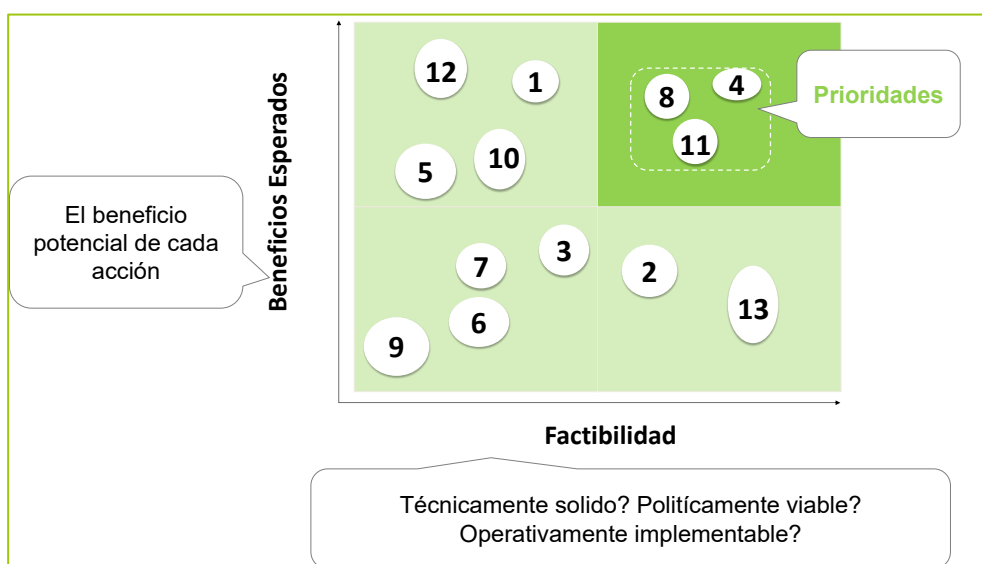 12
1
8
4
Prioridades
11
10
5
El beneficio
potencial de cada
acción
Beneficios Esperados
3
7
2
13
6
9
Factibilidad
Técnicamente solido? Politícamente viable?
Operativamente implementable?